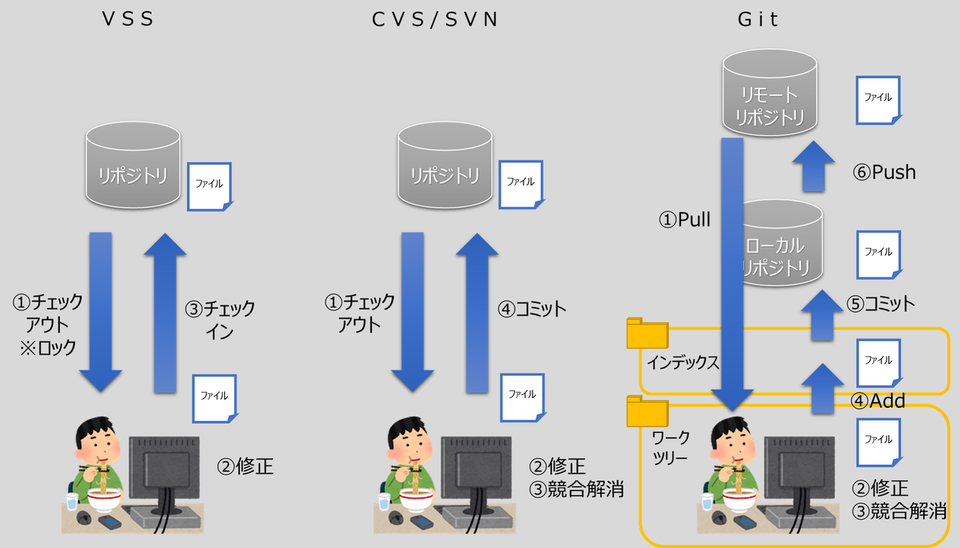 VSS
リポジトリ
ファイル
①チェック
アウト
※ロック
③チェック
イン
ファイル
②修正
CVS/SVN
リポジトリ
ファイル
①チェック
アウト
④コミット
ファイル
②修正
③競合解消
Git
リモート
リポジトリ
ファイル
①Pull
⑥Push
ローカル
リポジトリ
ファイル
⑤コミット
インデックス
ファイル
④Add
ワーク
ツリー
ファイル
②修正
③競合解消